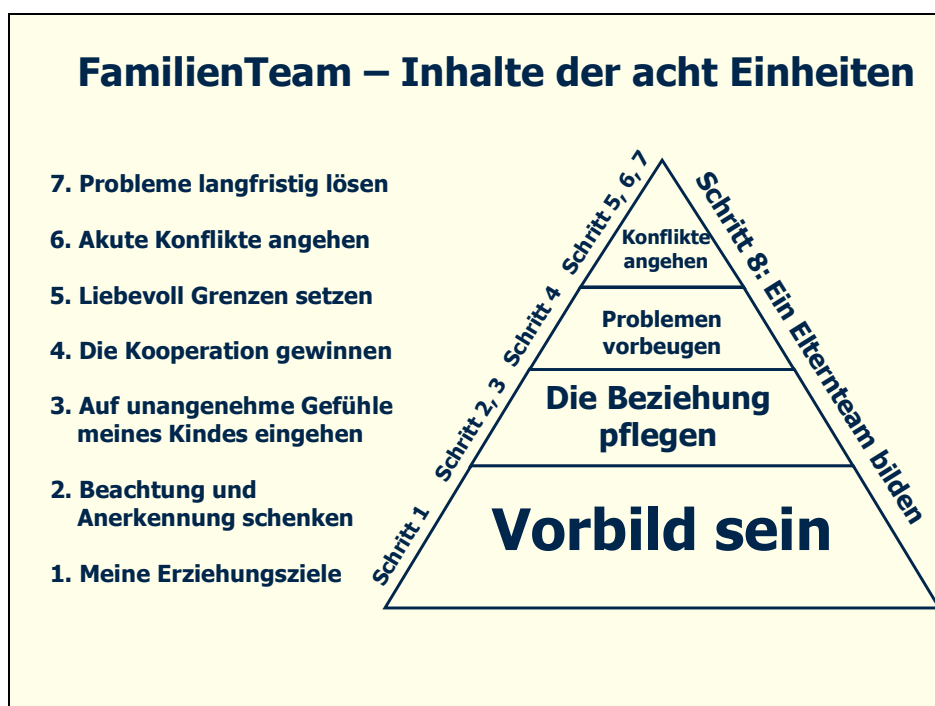 FamilienTeam – Inhalte der acht Einheiten
7. Probleme langfristig lösen
6. Akute Konflikte angehen
5. Liebevoll Grenzen setzen
4. Die Kooperation gewinnen
3. Auf unangenehme Gefühle
meines Kindes eingehen
2. Beachtung und
Anerkennung schenken
1. Meine Erziehungsziele
Schritt 5, 6, 7
Schritt 4
Schritt 2, 3
Schritt 1
Konflikte
angehen
Problemen
vorbeugen
Die Beziehung
pflegen
Vorbild sein
Schritt 8: Ein Elternteam bilden